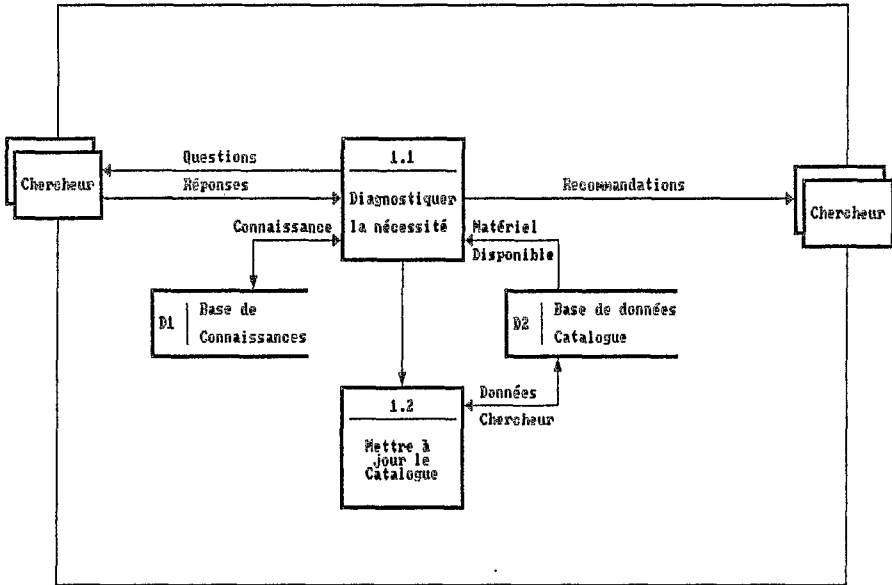 Questions
1.1
Chercheur
Réponses
Diagnostiquer
la nécessité
Recommandations
Chercheur
Connaissance
Matériel
Disponible
D1
Base de
Connaissances
D2
Base de données
Catalogue
Données
Chercheur
1.2
Mettre à
jour le
Catalogue